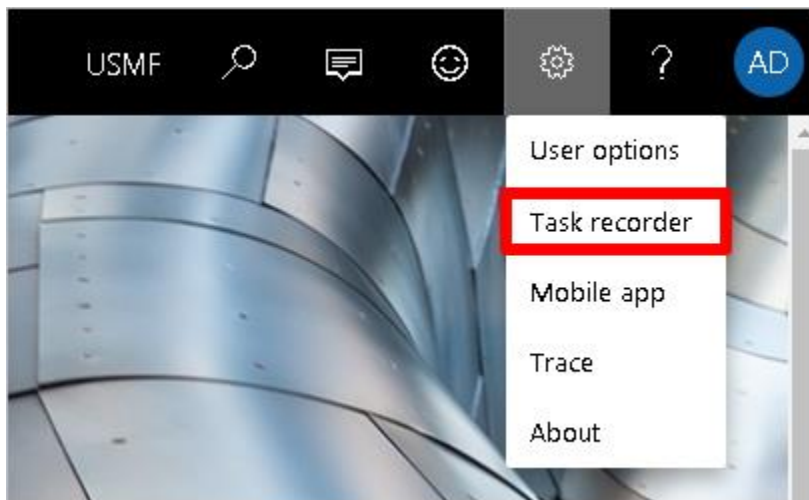 USMF ? AD
User options
Task recorder
Mobile app
Trace
About